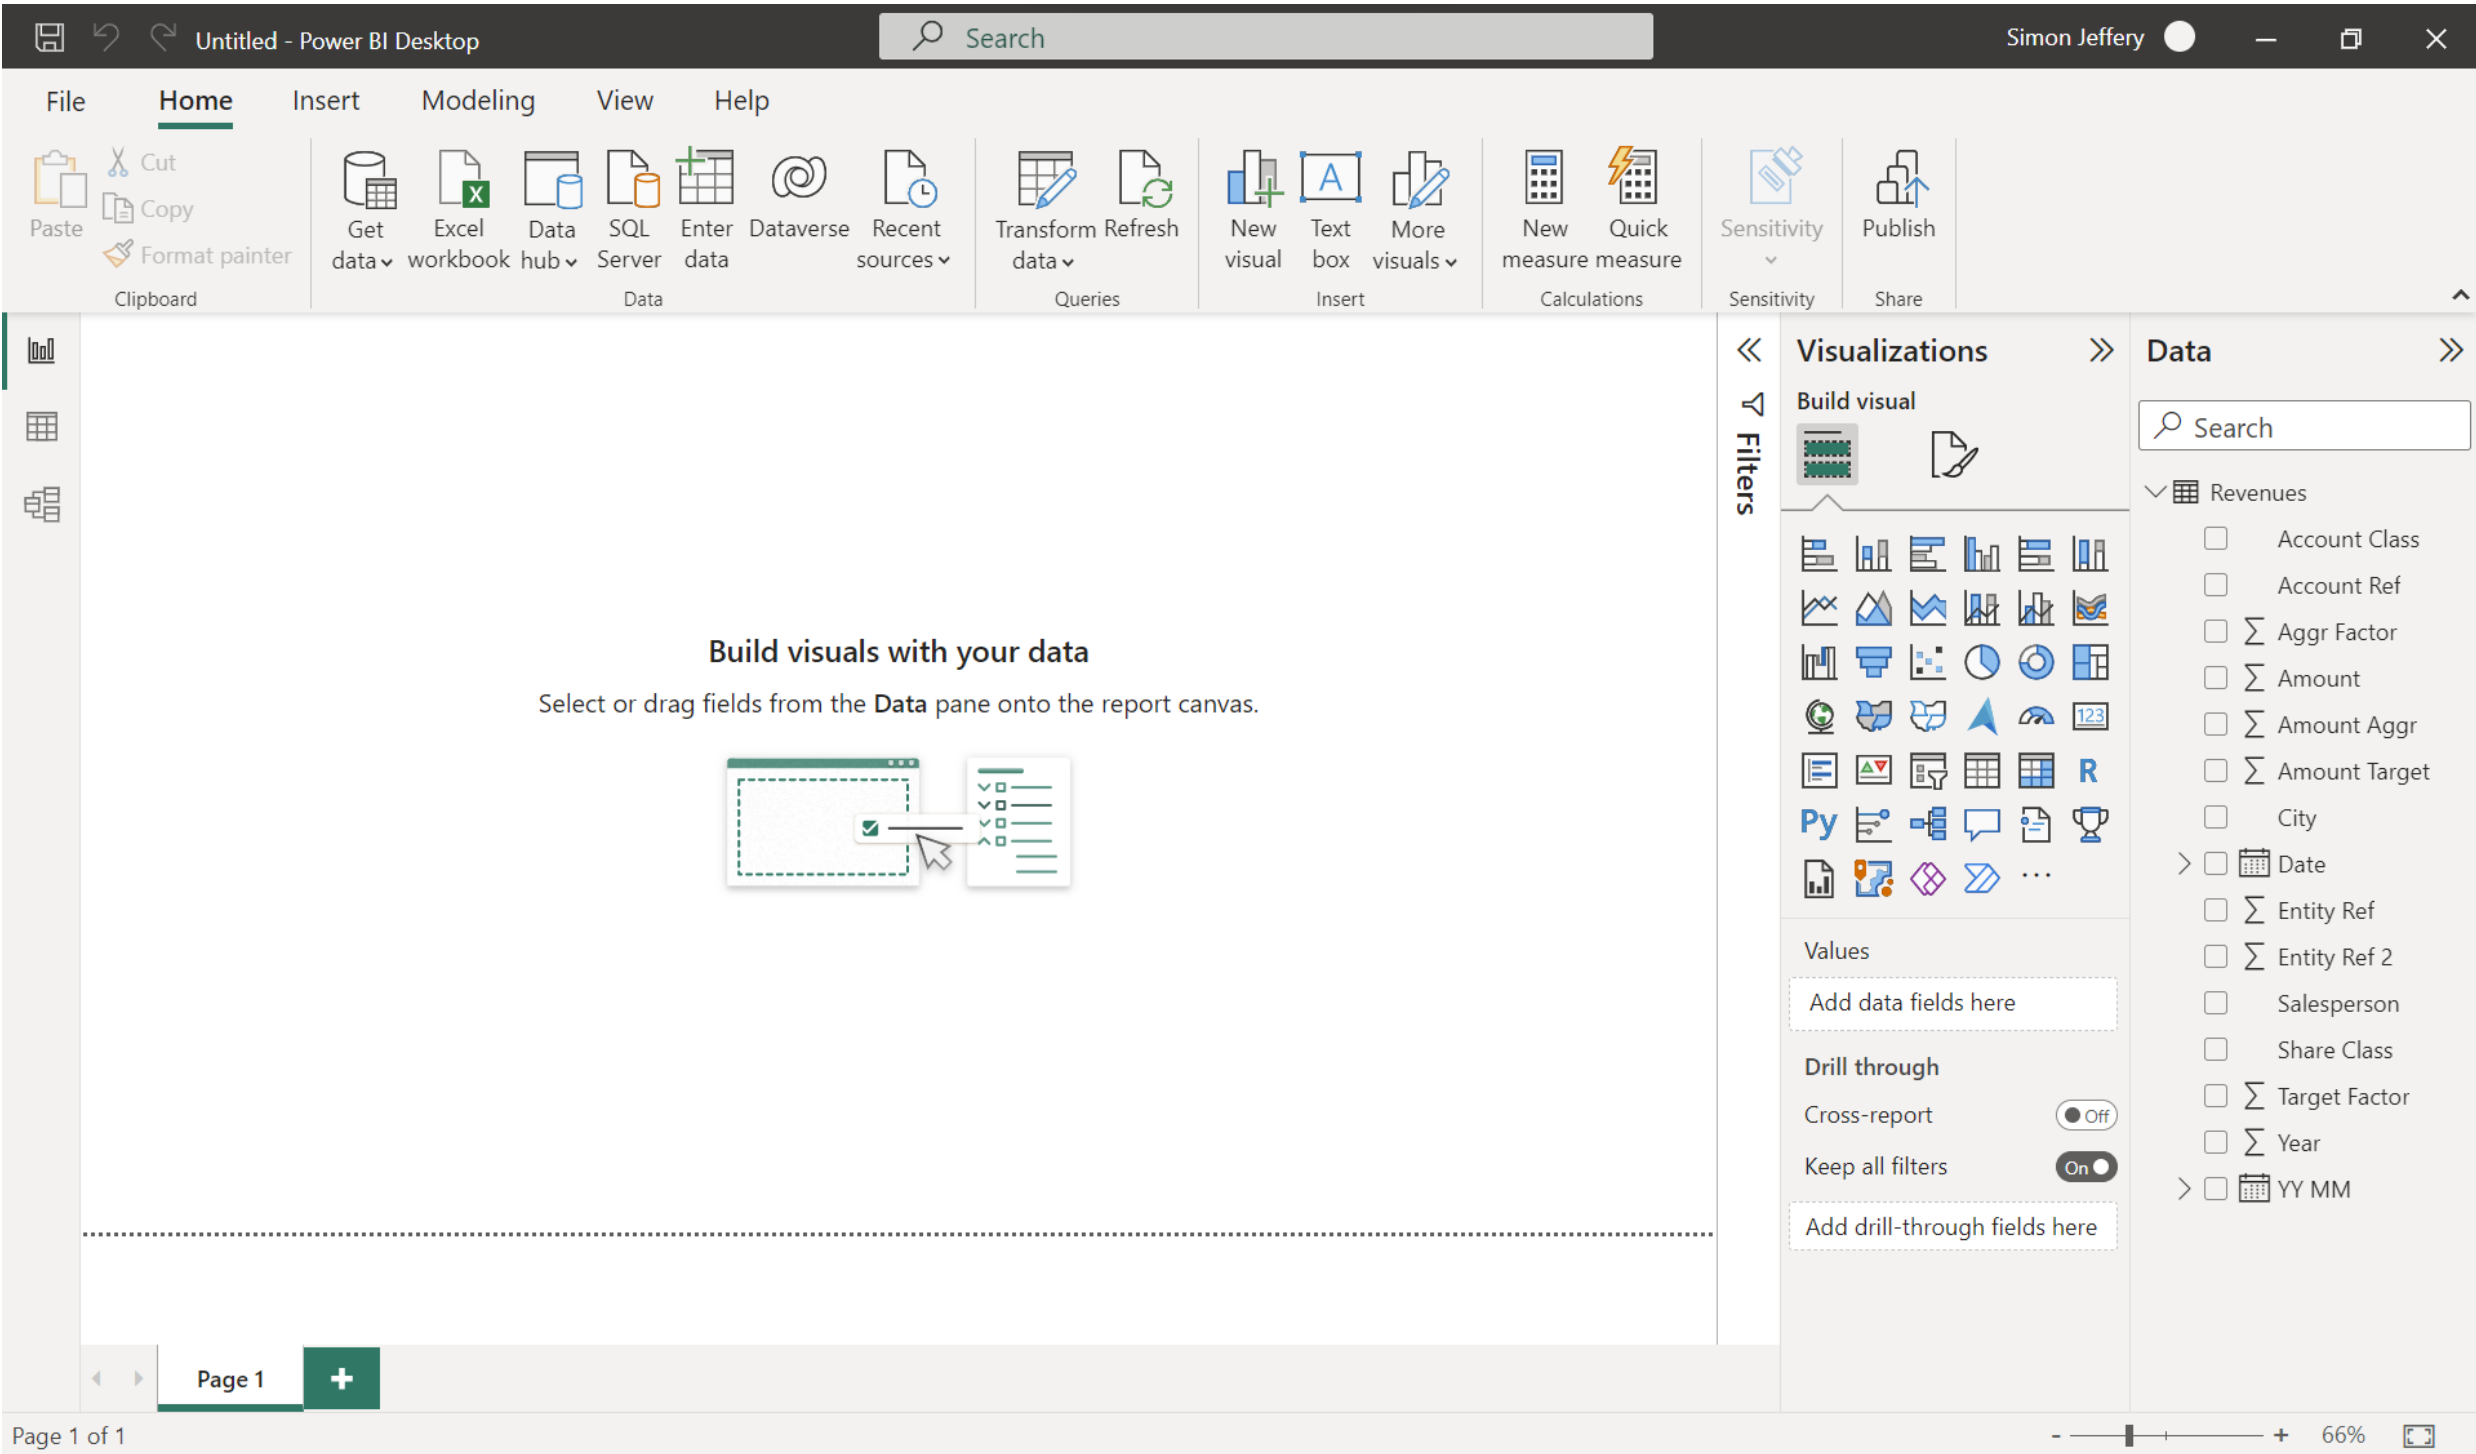 Untitled - Power BI Desktop
Search
Simon Jeffery
File Home Insert Modeling View Help
Paste
Cut
Copy
Format painter
Clipboard
Get data
Excel workbook
Data hub
SQL Server
Enter data
Dataverse
Recent sources
Data
Transform data
Refresh
Queries
New visual
Text box
More visuals
Insert
New measure
Quick measure
Calculations
Sensitivity
Sensitivity
Publish
Share
Build visuals with your data
Select or drag fields from the Data pane onto the report canvas.
Filters
Visualizations
Build visual
123
R
Py
Values
Add data fields here
Drill through
Cross-report Off
Keep all filters On
Add drill-through fields here
Data
Search
Revenues
Account Class
Account Ref
∑ Aggr Factor
∑ Amount
∑ Amount Aggr
∑ Amount Target
City
Date
∑ Entity Ref
∑ Entity Ref 2
Salesperson
Share Class
∑ Target Factor
∑ Year
YY MM
Page 1 +
Page 1 of 1
- + 66%